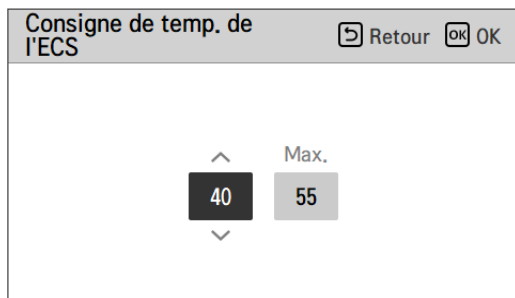 Consigne de temp. de
l'ECS
Retour OK OK
Max.
40 55